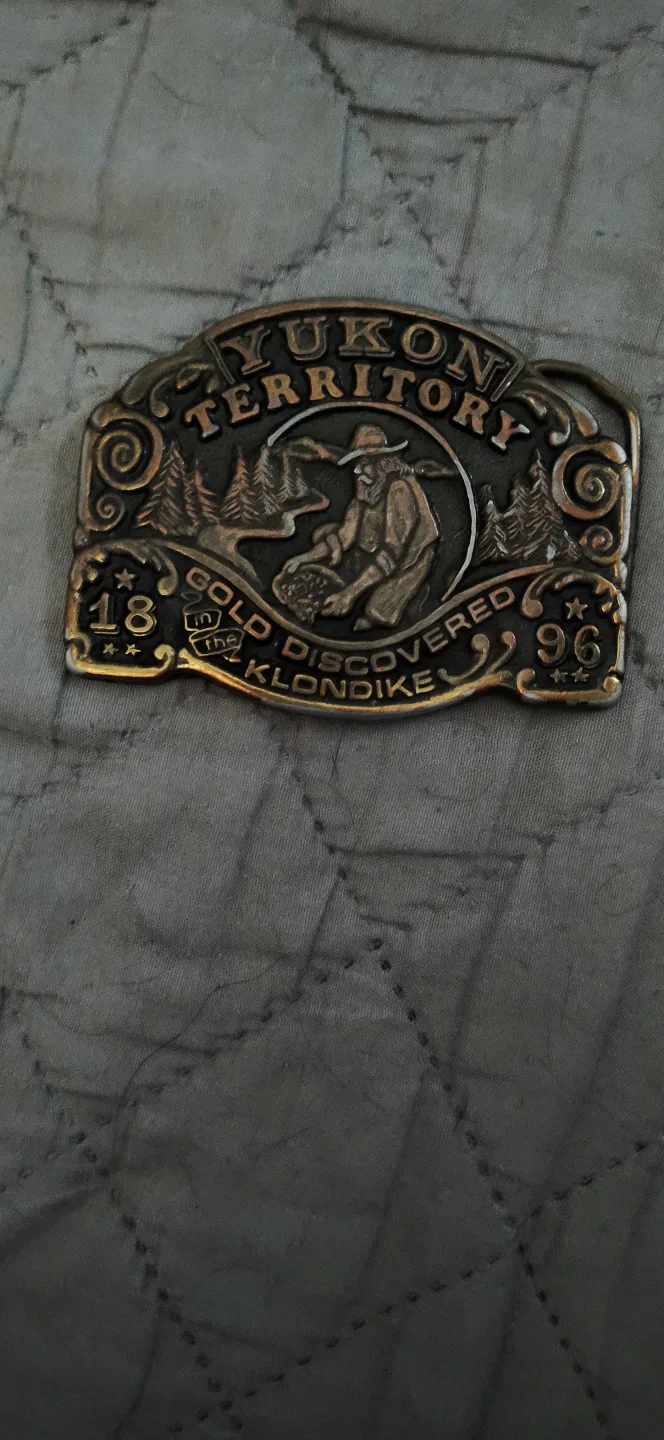 YUKON
TERRITORY
18
GOLD DISCOVERED
96
in
the
KLONDIKE